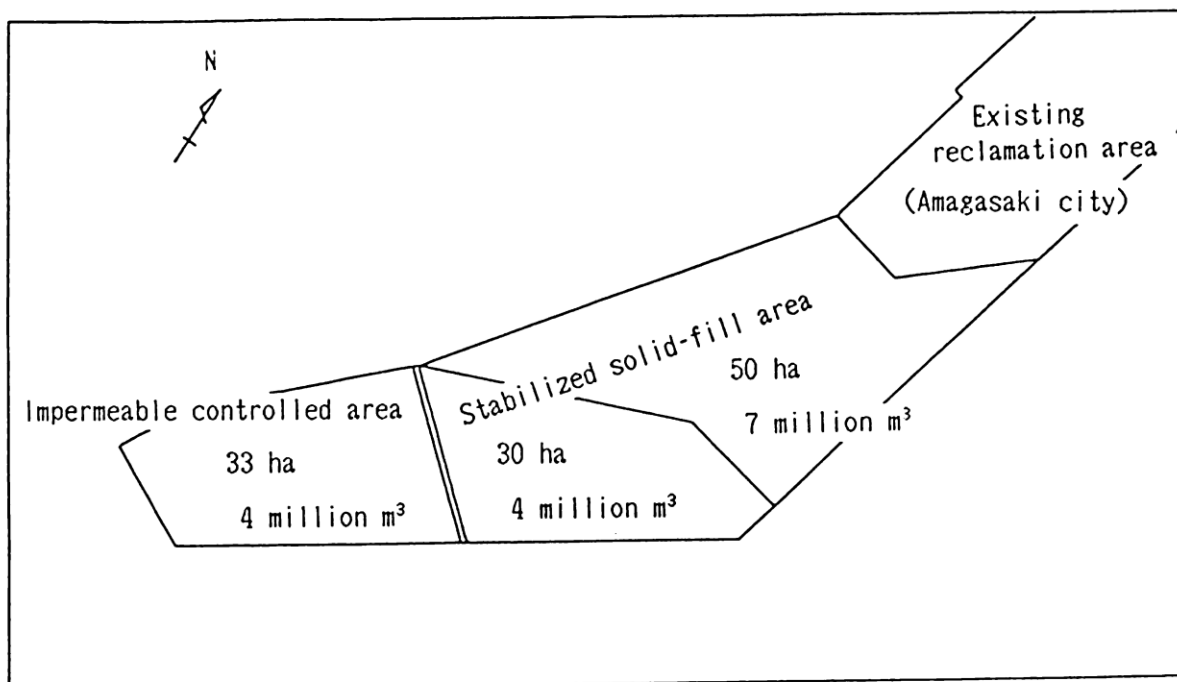 N
Existing
reclamation area
(Amagasaki city)
Stabilized solid-fill area
50 ha
7 million m³
Impermeable controlled area
33 ha
4 million m³
30 ha
4 million m³